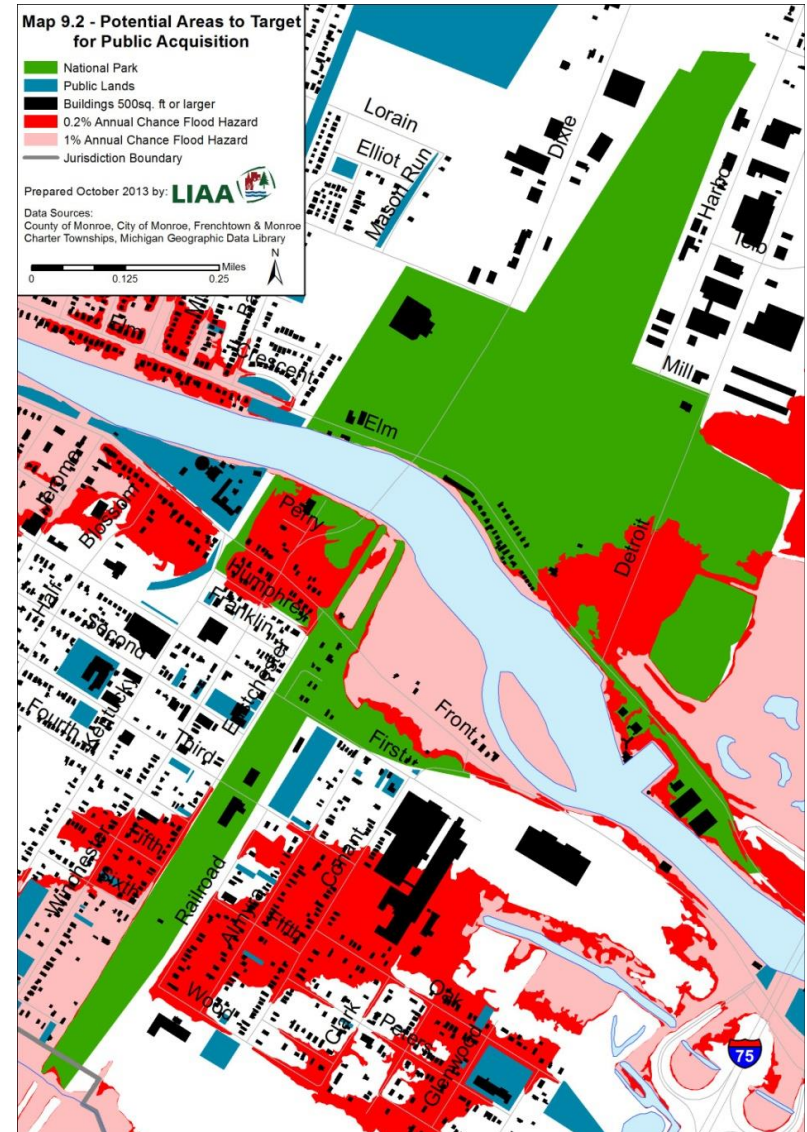 Map 9.2 - Potential Areas to Target
for Public Acquisition
National Park
Public Lands
Buildings 500sq. ft or larger
0.2% Annual Chance Flood Hazard
1% Annual Chance Flood Hazard
Jurisdiction Boundary
Prepared October 2013 by: LIAA
Data Sources:
County of Monroe, City of Monroe, Frenchtown & Monroe
Charter Townships, Michigan Geographic Data Library
Miles
0 0.125 0.25
N
Lorain
Elliot
Mason Run
Dixie
Harbor
Telb
Mill
Elm
Crescent
Elm
Jerome
Blossom
Perry
Humphrey
Franklin
Detroit
Half
Second
Kentucky
Eastchester
Fourth
Third
Front
First
Winchester
Fifth
Sixth
Railroad
Conant
Almyra
Fifth
Wood
Clark
Oak
Peters
Glenwood
75